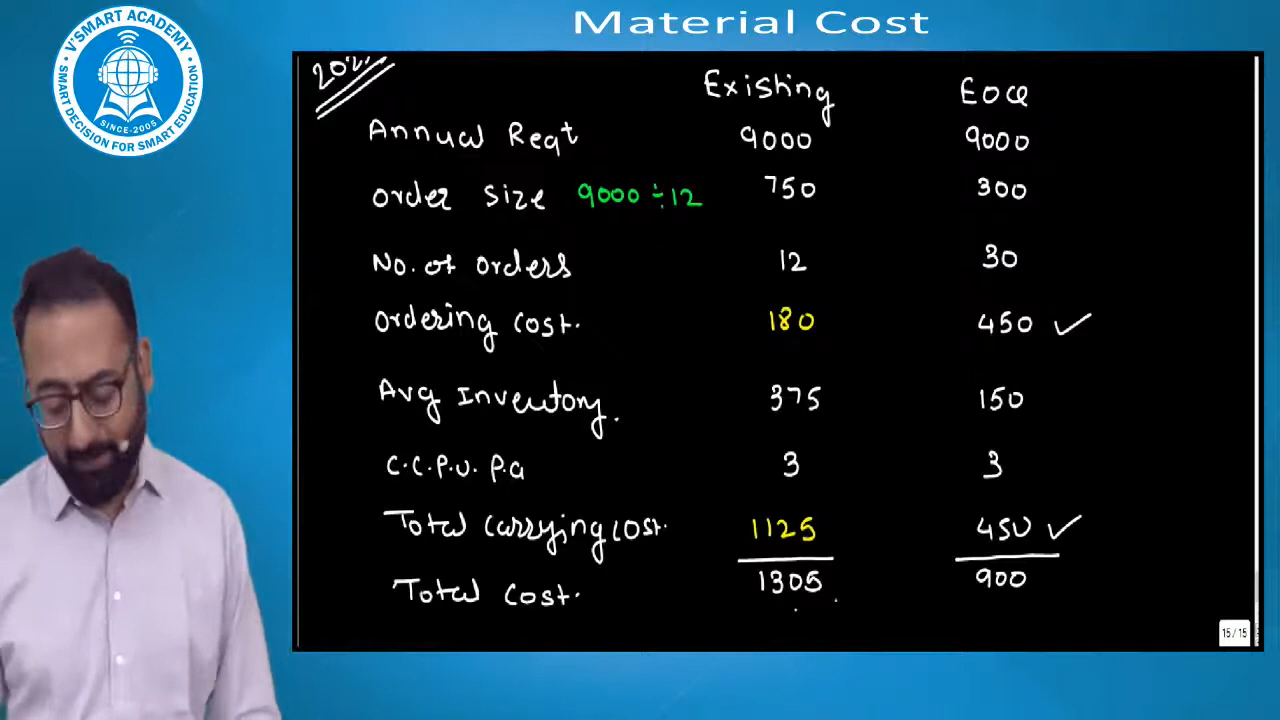 Material Cost
V'SMART ACADEMY
SINCE-2005
SMART DECISION FOR SMART EDUCATION
Existing EOQ
Annual Reqt 9000 9000
Order Size 9000 ÷ 12 750 300
No. of orders 12 30
Ordering Cost. 180 450 ✓
Avg Inventory. 375 150
C.C.P.U. P.a 3 3
Total Carrying Cost. 1125 450 ✓
Total Cost. 1305 900
15/15